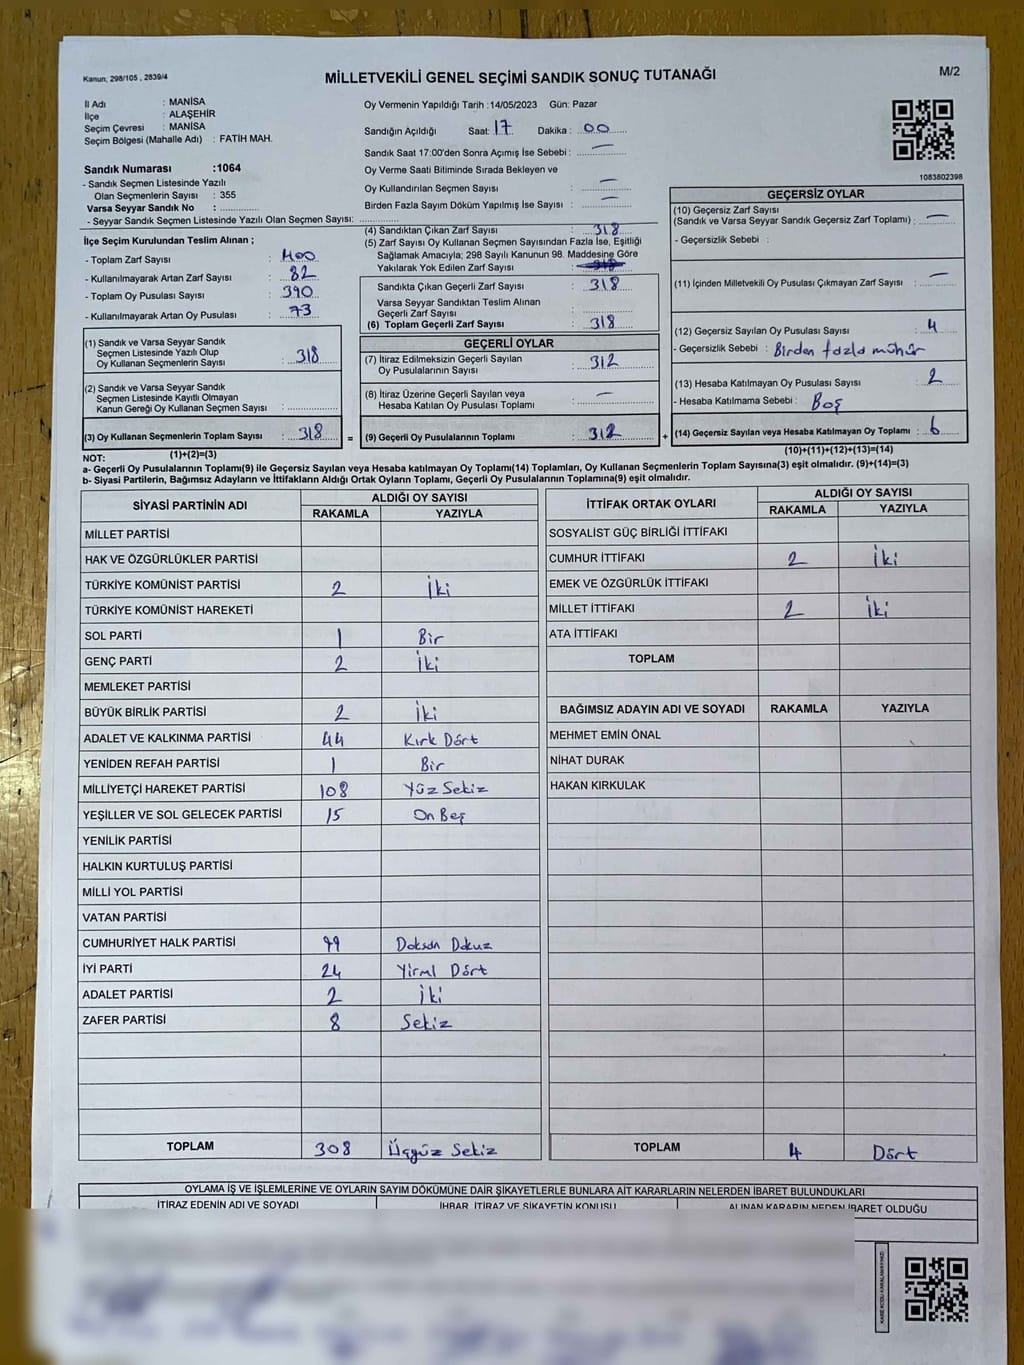 Kanun, 298/105 , 2839/4
MİLLETVEKİLİ GENEL SEÇİMİ SANDIK SONUÇ TUTANAĞI
M/2
İl Adı : MANİSA
İlçe : ALAŞEHİR
Seçim Çevresi : MANİSA
Seçim Bölgesi (Mahalle Adı) : FATİH MAH.
Sandık Numarası :1064
- Sandık Seçmen Listesinde Yazılı
Olan Seçmenlerin Sayısı : 355
Varsa Seyyar Sandık No :
- Seyyar Sandık Seçmen Listesinde Yazılı Olan Seçmen Sayısı:
Oy Vermenin Yapıldığı Tarih :14/05/2023 Gün: Pazar
Sandığın Açıldığı Saat: 17 Dakika : 00
Sandık Saat 17:00'den Sonra Açımış İse Sebebi : —
Oy Verme Saati Bitiminde Sırada Bekleyen ve
Oy Kullandırılan Seçmen Sayısı : —
Birden Fazla Sayım Döküm Yapılmış İse Sayısı : —
1083802398
İlçe Seçim Kurulundan Teslim Alınan ;
- Toplam Zarf Sayısı : 400
- Kullanılmayarak Artan Zarf Sayısı : 82
- Toplam Oy Pusulası Sayısı : 390
- Kullanılmayarak Artan Oy Pusulası : 73
(1) Sandık ve Varsa Seyyar Sandık
Seçmen Listesinde Yazılı Olup
Oy Kullanan Seçmenlerin Sayısı : 318
(2) Sandık ve Varsa Seyyar Sandık
Seçmen Listesinde Kayıtlı Olmayan
Kanun Gereği Oy Kullanan Seçmen Sayısı :
(3) Oy Kullanan Seçmenlerin Toplam Sayısı : 318 =
(1)+(2)=(3)
(4) Sandıktan Çıkan Zarf Sayısı : 318
(5) Zarf Sayısı Oy Kullanan Seçmen Sayısından Fazla İse, Eşitliği
Sağlamak Amacıyla; 298 Sayılı Kanunun 98. Maddesine Göre
Yakılarak Yok Edilen Zarf Sayısı :
Sandıkta Çıkan Geçerli Zarf Sayısı : 318
Varsa Seyyar Sandıktan Teslim Alınan
Geçerli Zarf Sayısı :
(6) Toplam Geçerli Zarf Sayısı : 318
GEÇERLİ OYLAR
(7) İtiraz Edilmeksizin Geçerli Sayılan
Oy Pusulalarının Sayısı : 312
(8) İtiraz Üzerine Geçerli Sayılan veya
Hesaba Katılan Oy Pusulası Toplamı : —
(9) Geçerli Oy Pusulalarının Toplamı : 312 +
GEÇERSİZ OYLAR
(10) Geçersiz Zarf Sayısı
(Sandık ve Varsa Seyyar Sandık Geçersiz Zarf Toplamı) : —
- Geçersizlik Sebebi :
(11) İçinden Milletvekili Oy Pusulası Çıkmayan Zarf Sayısı : —
(12) Geçersiz Sayılan Oy Pusulası Sayısı : 4
- Geçersizlik Sebebi : Birden fazla mühür
(13) Hesaba Katılmayan Oy Pusulası Sayısı : 2
- Hesaba Katılmama Sebebi : Boş
(14) Geçersiz Sayılan veya Hesaba Katılmayan Oy Toplamı : 6
(10)+(11)+(12)+(13)=(14)
NOT:
a- Geçerli Oy Pusulalarının Toplamı(9) ile Geçersiz Sayılan veya Hesaba katılmayan Oy Toplamı(14) Toplamları, Oy Kullanan Seçmenlerin Toplam Sayısına(3) eşit olmalıdır. (9)+(14)=(3)
b- Siyasi Partilerin, Bağımsız Adayların ve İttifakların Aldığı Ortak Oyların Toplamı, Geçerli Oy Pusulalarının Toplamına(9) eşit olmalıdır.
SİYASİ PARTİNİN ADI ALDIĞI OY SAYISI
RAKAMLA YAZIYLA
MİLLET PARTİSİ
HAK VE ÖZGÜRLÜKLER PARTİSİ
TÜRKİYE KOMÜNİST PARTİSİ 2 İki
TÜRKİYE KOMÜNİST HAREKETİ
SOL PARTİ 1 Bir
GENÇ PARTİ 2 İki
MEMLEKET PARTİSİ
BÜYÜK BİRLİK PARTİSİ 2 İki
ADALET VE KALKINMA PARTİSİ 44 Kırk Dört
YENİDEN REFAH PARTİSİ 1 Bir
MİLLİYETÇİ HAREKET PARTİSİ 108 Yüz Sekiz
YEŞİLLER VE SOL GELECEK PARTİSİ 15 On Beş
YENİLİK PARTİSİ
HALKIN KURTULUŞ PARTİSİ
MİLLİ YOL PARTİSİ
VATAN PARTİSİ
CUMHURİYET HALK PARTİSİ 99 Doksan Dokuz
İYİ PARTİ 24 Yirmi Dört
ADALET PARTİSİ 2 İki
ZAFER PARTİSİ 8 Sekiz
TOPLAM 308 Üçyüz Sekiz
İTTİFAK ORTAK OYLARI ALDIĞI OY SAYISI
RAKAMLA YAZIYLA
SOSYALİST GÜÇ BİRLİĞİ İTTİFAKI
CUMHUR İTTİFAKI 2 İki
EMEK VE ÖZGÜRLÜK İTTİFAKI
MİLLET İTTİFAKI 2 İki
ATA İTTİFAKI
TOPLAM
BAĞIMSIZ ADAYIN ADI VE SOYADI RAKAMLA YAZIYLA
MEHMET EMİN ÖNAL
NİHAT DURAK
HAKAN KIRKULAK
TOPLAM 4 Dört
OYLAMA İŞ VE İŞLEMLERİNE VE OYLARIN SAYIM DÖKÜMÜNE DAİR ŞİKAYETLERLE BUNLARA AİT KARARLARIN NELERDEN İBARET BULUNDUKLARI
İTİRAZ EDENİN ADI VE SOYADI İHBAR, İTİRAZ VE ŞİKAYETİN KONUSU ALINAN KARARIN NEDEN İBARET OLDUĞU